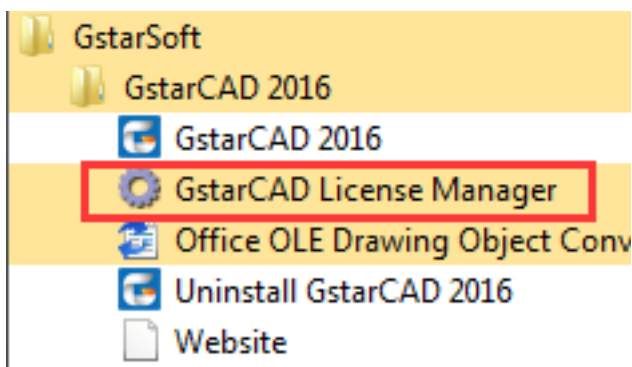 GstarSoft
GstarCAD 2016
GstarCAD 2016
GstarCAD License Manager
Office OLE Drawing Object Conv
Uninstall GstarCAD 2016
Website